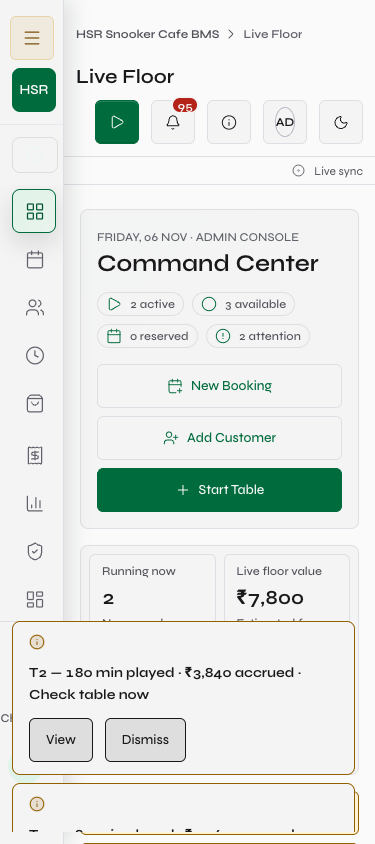 HSR Snooker Cafe BMS > Live Floor
HSR
Live Floor
95
AD
Live sync
FRIDAY, 06 NOV · ADMIN CONSOLE
Command Center
2 active
3 available
0 reserved
2 attention
New Booking
Add Customer
Start Table
Running now
Live floor value
2
₹7,800
T2 — 180 min played · ₹3,840 accrued ·
Check table now
View
Dismiss